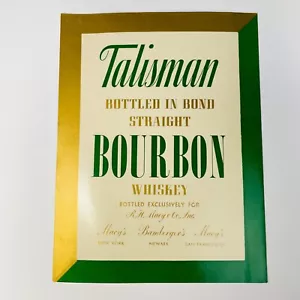 Talisman
BOTTLED IN BOND
STRAIGHT
BOURBON
WHISKEY
BOTTLED EXCLUSIVELY FOR
R.H. Macy & Co., Inc.
Macy's Bamberger's Macy's
NEW YORK NEWARK SAN FRANCISCO